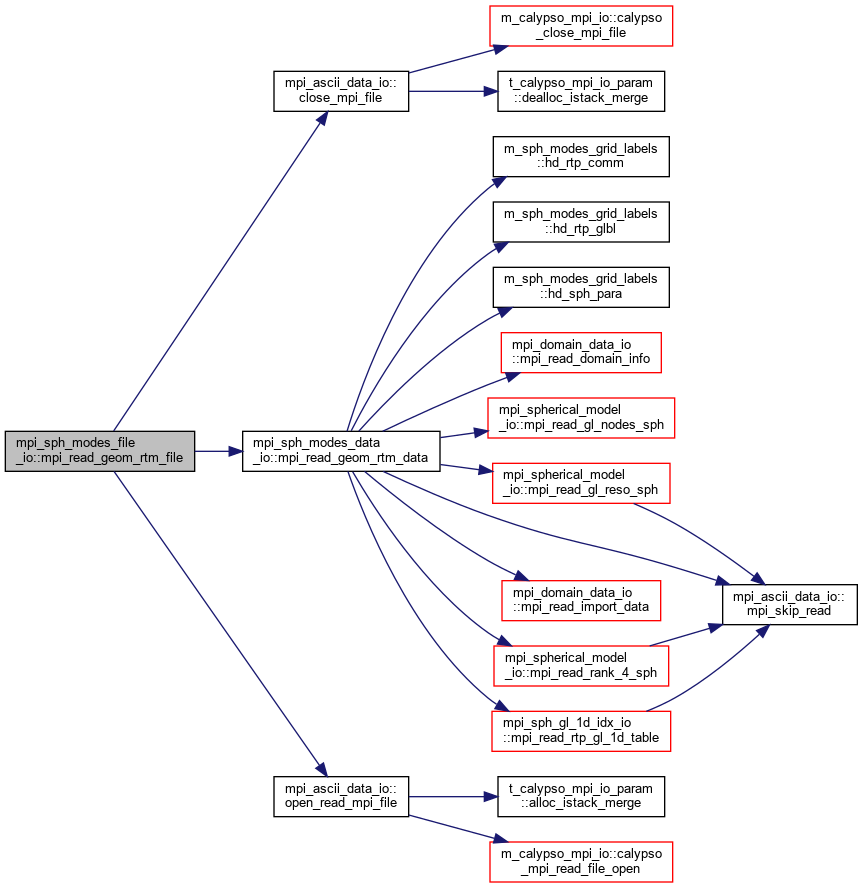 m_calypso_mpi_io::calypso
_close_mpi_file
mpi_ascii_data_io::
close_mpi_file
t_calypso_mpi_io_param
::dealloc_istack_merge
m_sph_modes_grid_labels
::hd_rtp_comm
m_sph_modes_grid_labels
::hd_rtp_glbl
m_sph_modes_grid_labels
::hd_sph_para
mpi_domain_data_io
::mpi_read_domain_info
mpi_spherical_model
_io::mpi_read_gl_nodes_sph
mpi_sph_modes_file
_io::mpi_read_geom_rtm_file
mpi_sph_modes_data
_io::mpi_read_geom_rtm_data
mpi_spherical_model
_io::mpi_read_gl_reso_sph
mpi_domain_data_io
::mpi_read_import_data
mpi_ascii_data_io::
mpi_skip_read
mpi_spherical_model
_io::mpi_read_rank_4_sph
mpi_sph_gl_1d_idx_io
::mpi_read_rtp_gl_1d_table
mpi_ascii_data_io::
open_read_mpi_file
t_calypso_mpi_io_param
::alloc_istack_merge
m_calypso_mpi_io::calypso
_mpi_read_file_open